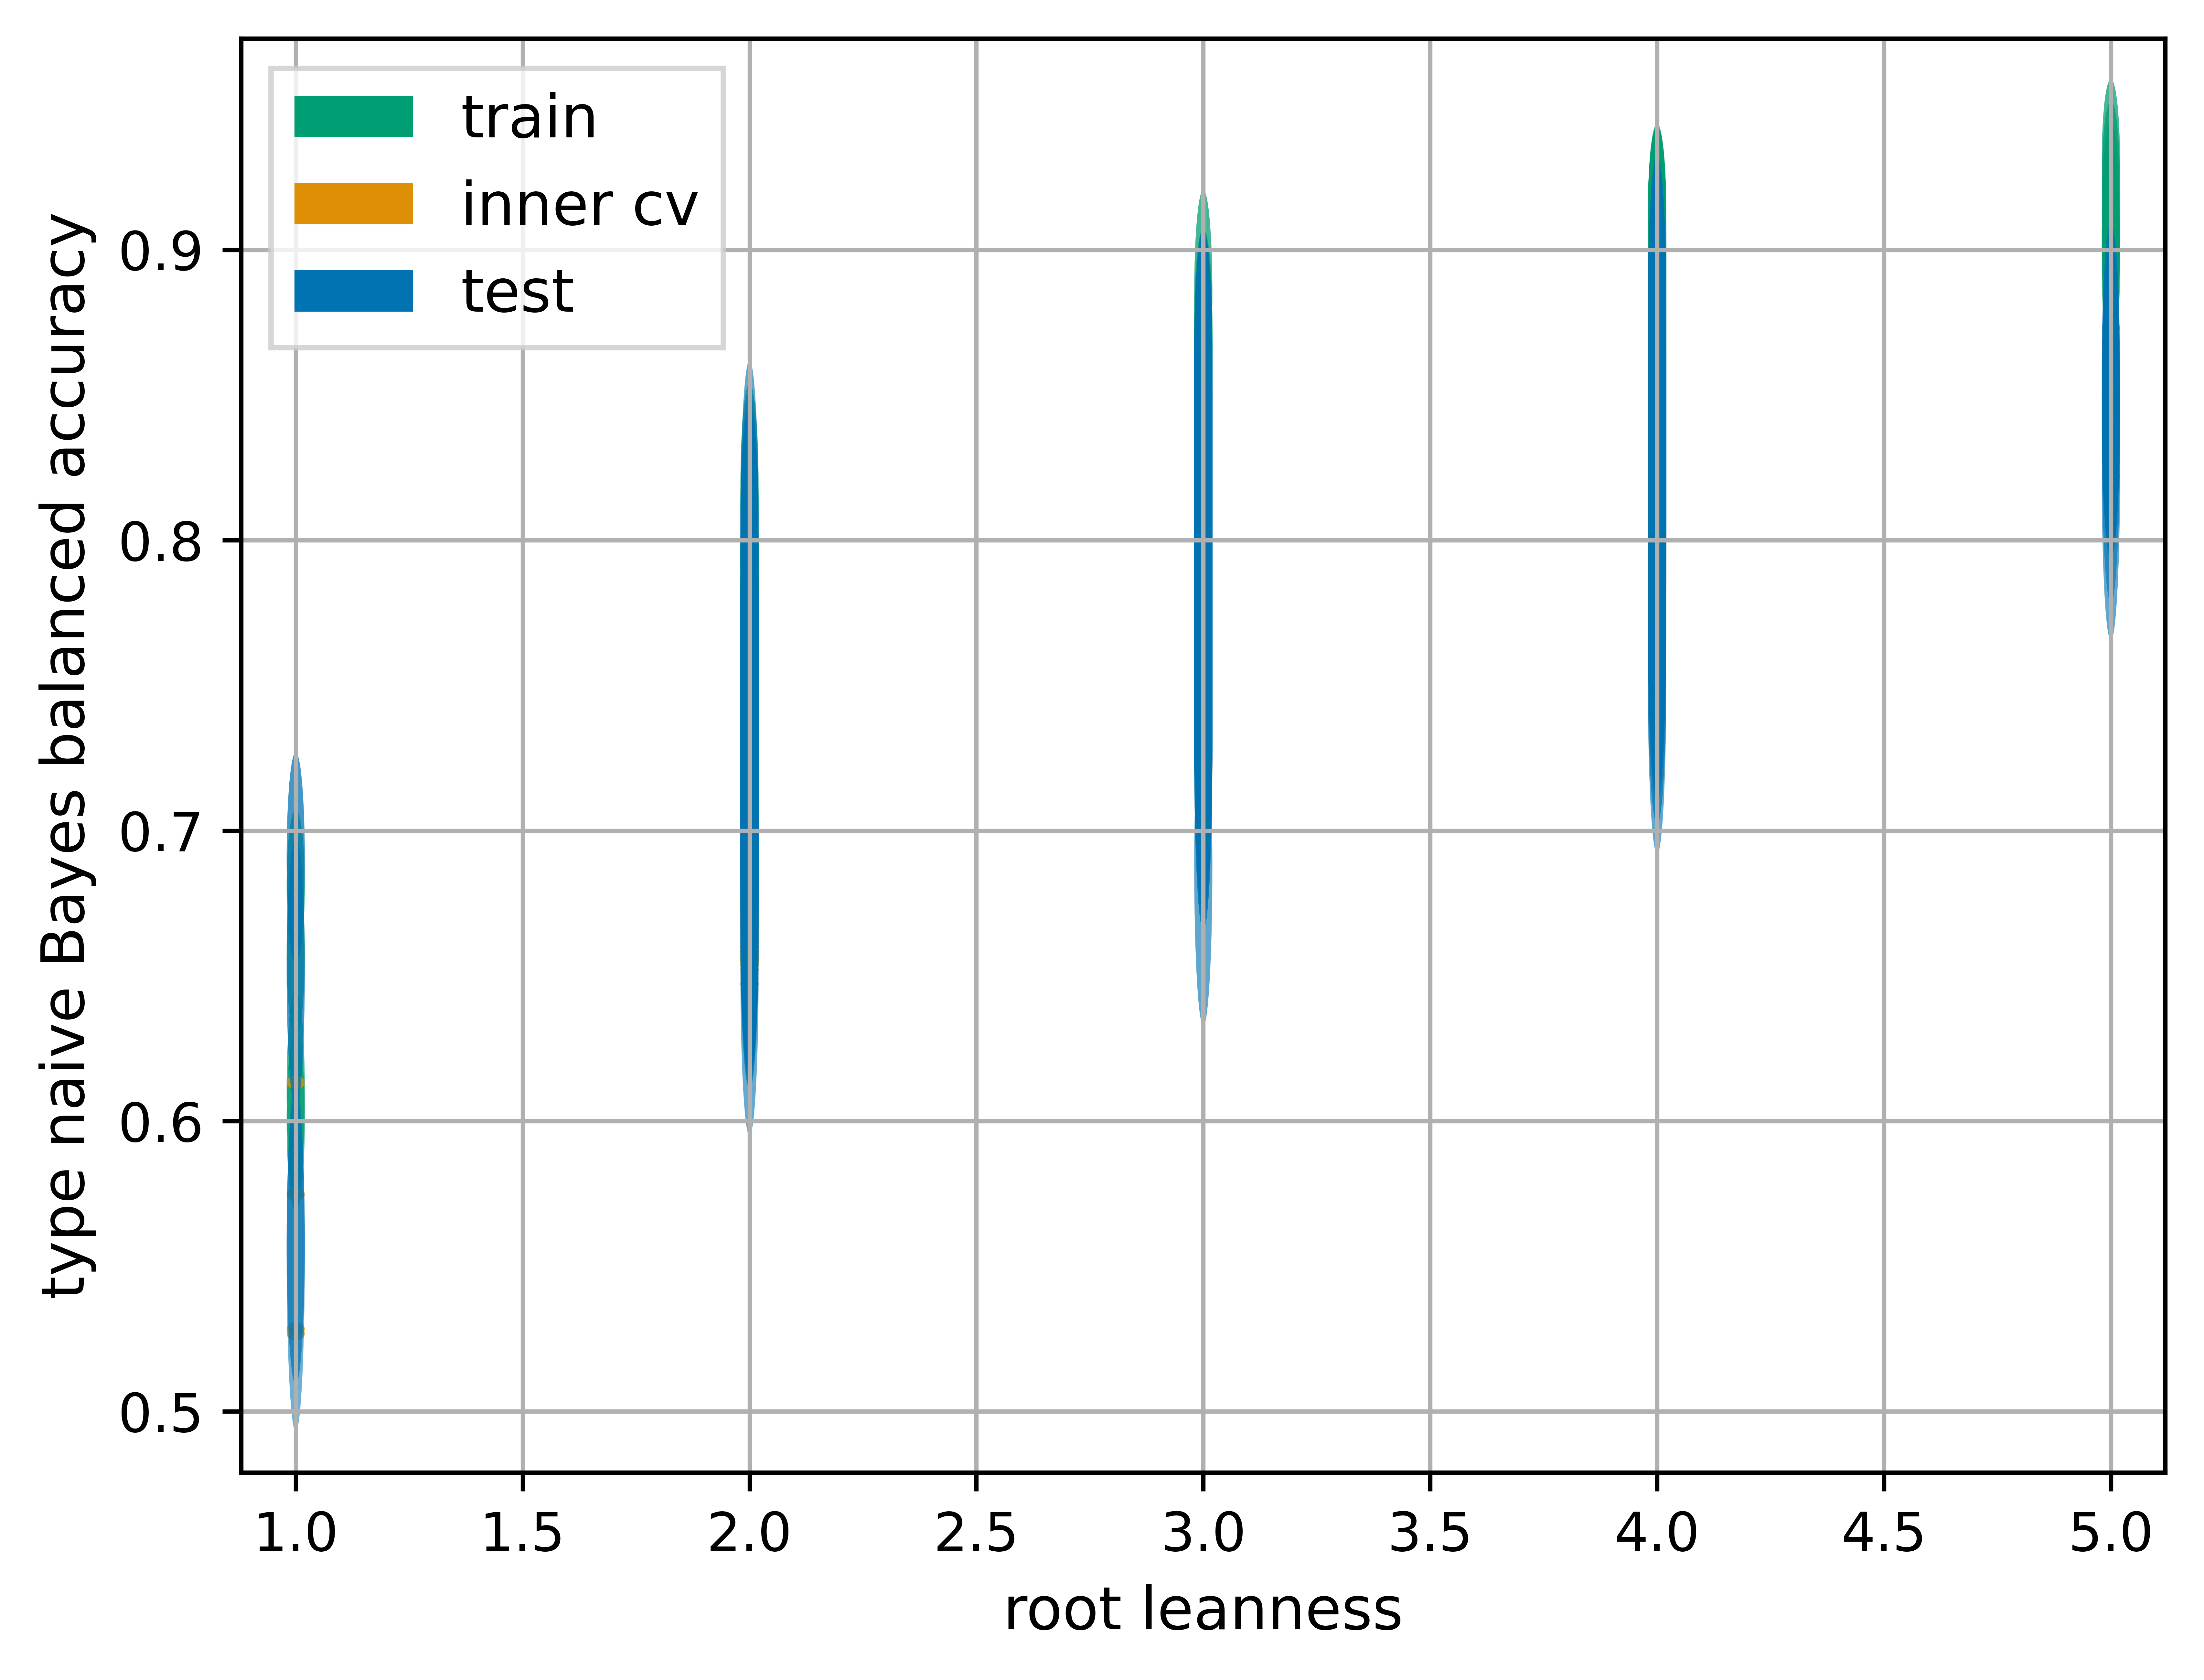 train
inner cv
test
type naive Bayes balanced accuracy
0.9
0.8
0.7
0.6
0.5
1.0 1.5 2.0 2.5 3.0 3.5 4.0 4.5 5.0
root leanness